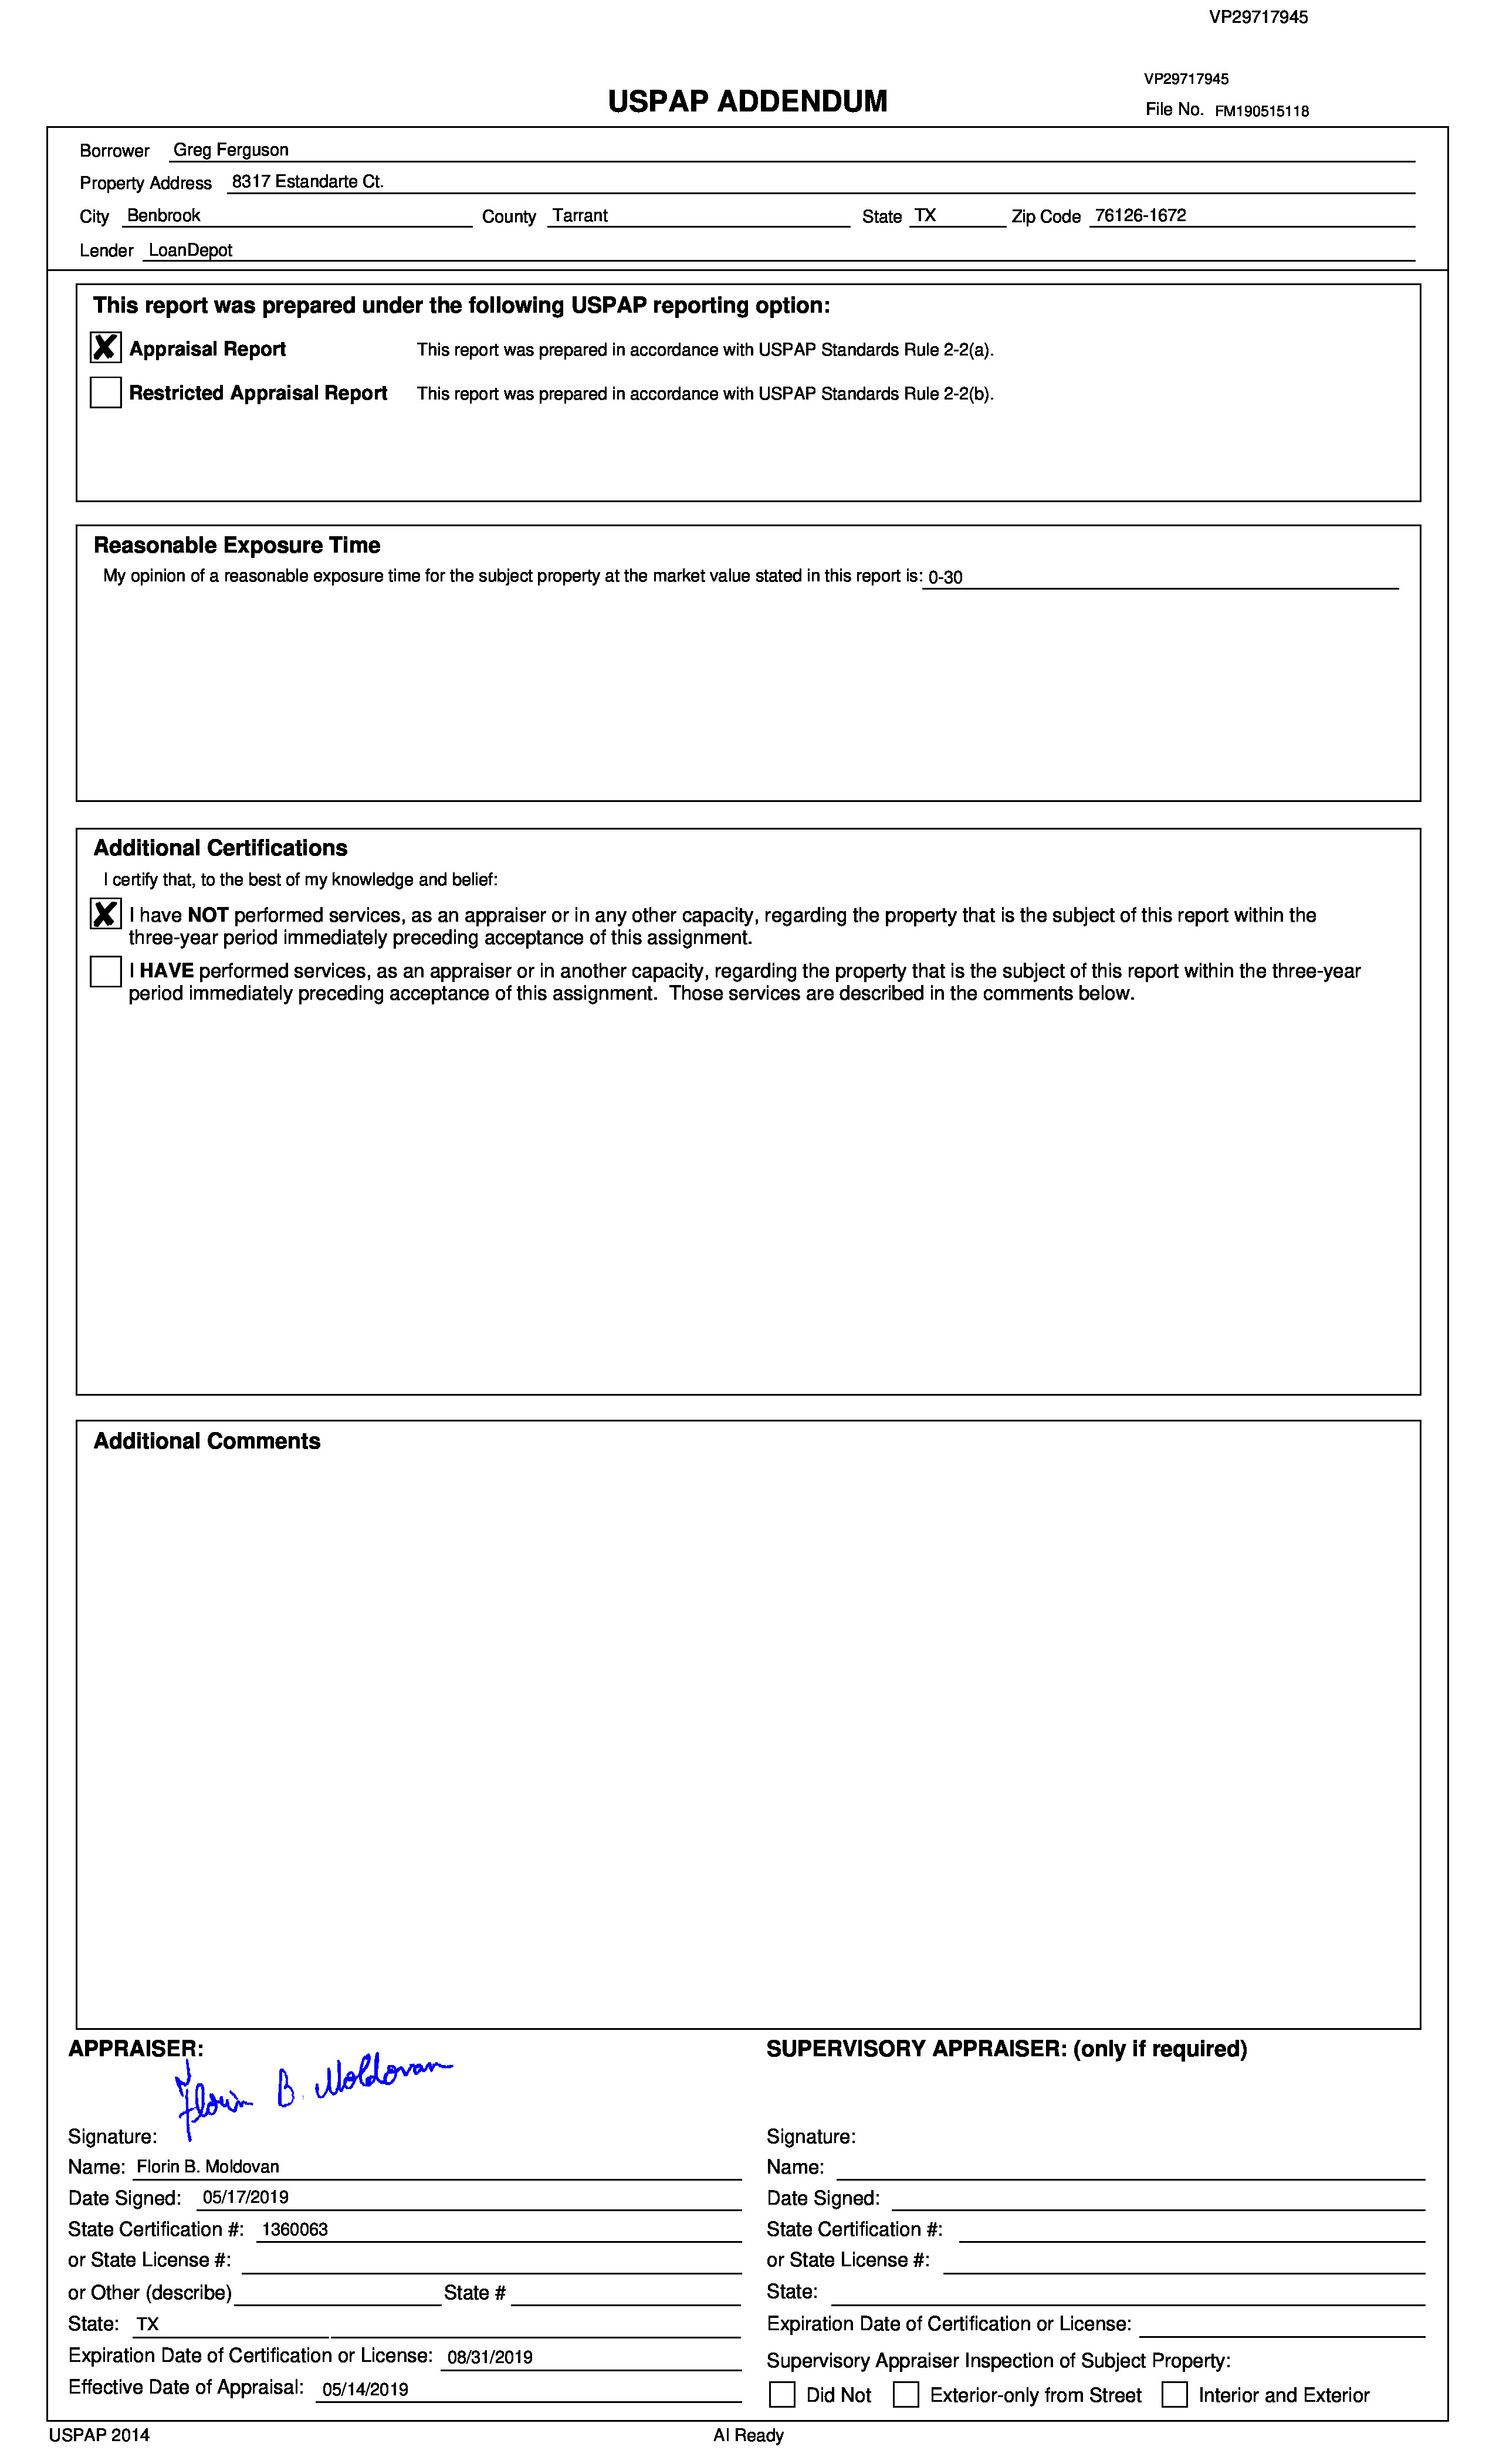 VP29717945
VP29717945
USPAP ADDENDUM
File No. FM190515118
Borrower Greg Ferguson
Property Address 8317 Estandarte Ct.
City Benbrook County Tarrant State TX Zip Code 76126-1672
Lender LoanDepot
This report was prepared under the following USPAP reporting option:
X Appraisal Report This report was prepared in accordance with USPAP Standards Rule 2-2(a).
Restricted Appraisal Report This report was prepared in accordance with USPAP Standards Rule 2-2(b).
Reasonable Exposure Time
My opinion of a reasonable exposure time for the subject property at the market value stated in this report is: 0-30
Additional Certifications
I certify that, to the best of my knowledge and belief:
X I have NOT performed services, as an appraiser or in any other capacity, regarding the property that is the subject of this report within the
three-year period immediately preceding acceptance of this assignment.
I HAVE performed services, as an appraiser or in another capacity, regarding the property that is the subject of this report within the three-year
period immediately preceding acceptance of this assignment. Those services are described in the comments below.
Additional Comments
APPRAISER:
Florin B. Moldovan
Signature:
Name: Florin B. Moldovan
Date Signed: 05/17/2019
State Certification #: 1360063
or State License #:
or Other (describe) State #
State: TX
Expiration Date of Certification or License: 08/31/2019
Effective Date of Appraisal: 05/14/2019
SUPERVISORY APPRAISER: (only if required)
Signature:
Name:
Date Signed:
State Certification #:
or State License #:
State:
Expiration Date of Certification or License:
Supervisory Appraiser Inspection of Subject Property:
Did Not Exterior-only from Street Interior and Exterior
USPAP 2014 AI Ready